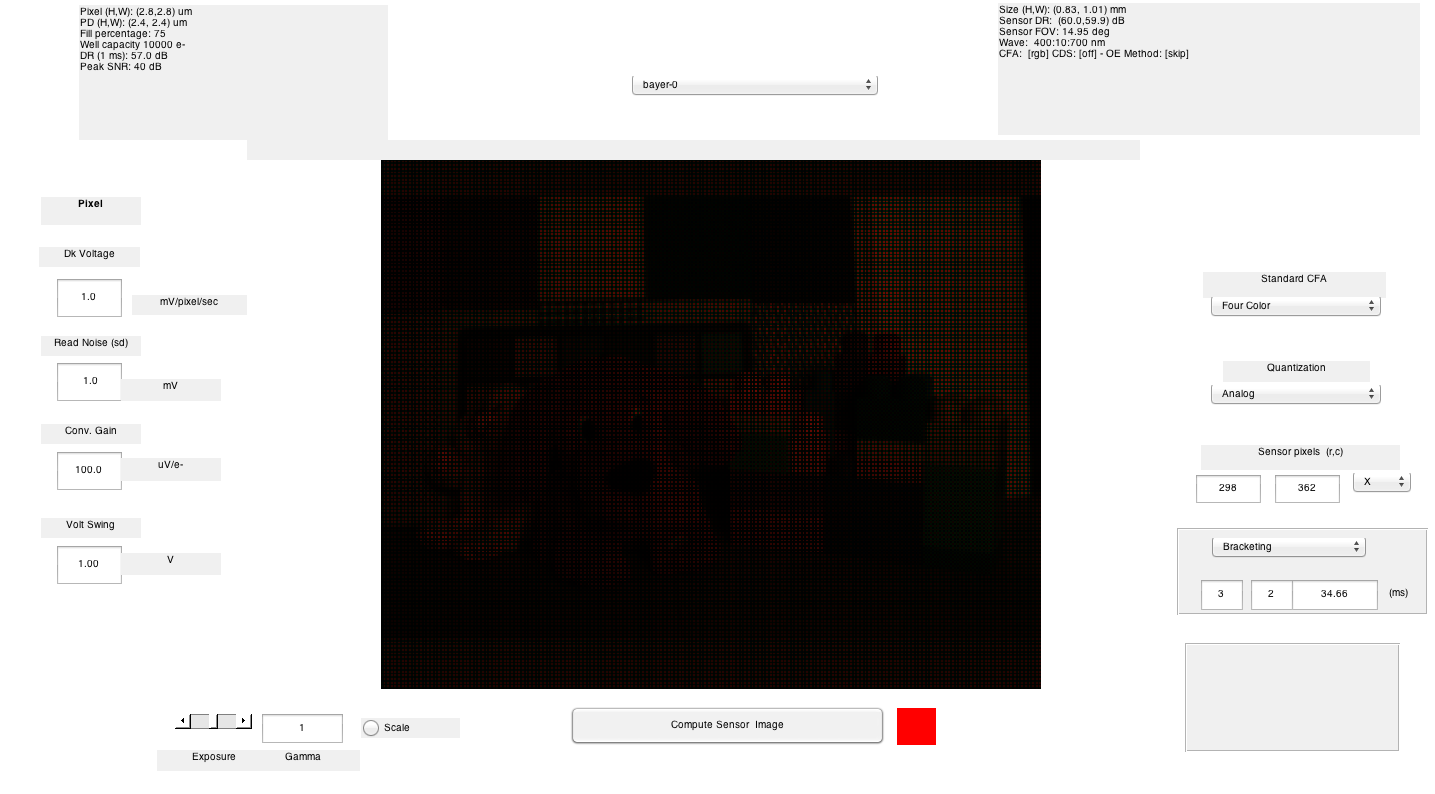 Pixel (H,W): (2.8,2.8) um
PD (H,W): (2.4, 2.4) um
Fill percentage: 75
Well capacity 10000 e-
DR (1 ms): 57.0 dB
Peak SNR: 40 dB
bayer-0
Size (H,W): (0.83, 1.01) mm
Sensor DR:  (60.0,59.9) dB
Sensor FOV: 14.95 deg
Wave:  400:10:700 nm
CFA:  [rgb] CDS: [off] - OE Method: [skip]
Pixel
Dk Voltage
1.0
mV/pixel/sec
Read Noise (sd)
1.0
mV
Conv. Gain
100.0
uV/e-
Volt Swing
1.00
V
Standard CFA
Four Color
Quantization
Analog
Sensor pixels  (r,c)
298
362
X
Bracketing
3
2
34.66
(ms)
1
Scale
Exposure
Gamma
Compute Sensor  Image